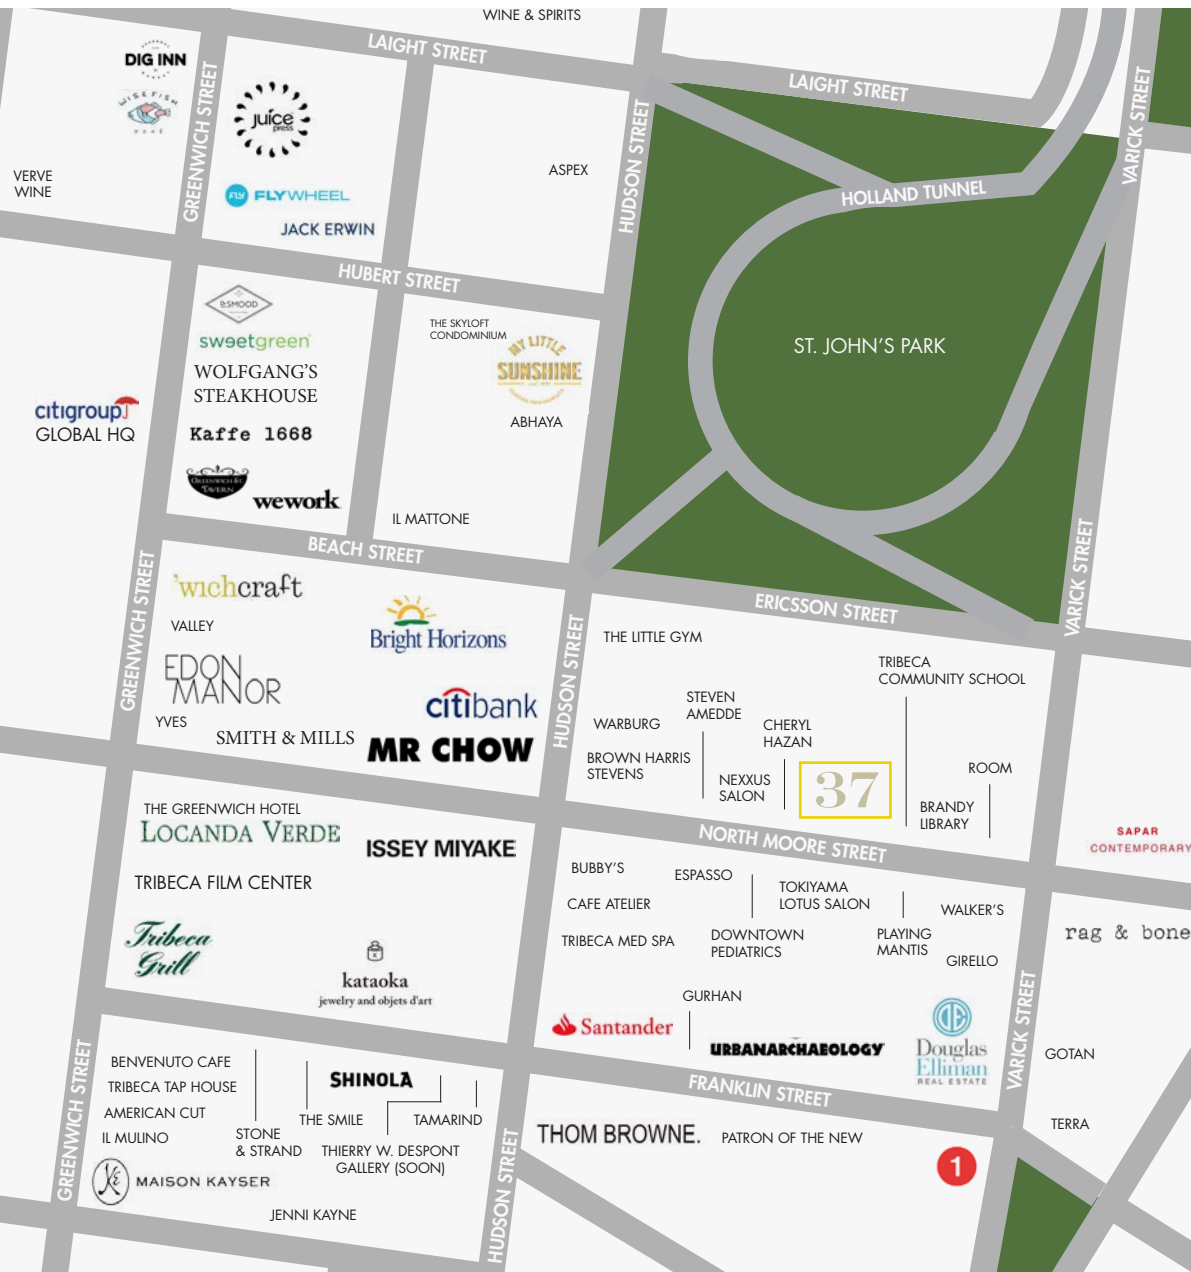 WINE & SPIRITS
LAIGHT STREET
LAIGHT STREET
DIG INN
WISEFISH
POKÉ
GREENWICH STREET
juice
press
HUDSON STREET
VARICK STREET
VERVE
WINE
ASPEX
FLY FLYWHEEL
JACK ERWIN
HOLLAND TUNNEL
HUBERT STREET
sweetgreen
WOLFGANG'S
STEAKHOUSE
Kaffe 1668
GREENWICH ST.
TAVERN
wework
THE SKYLOFT
CONDOMINIUM
MY LITTLE
SUNSHINE
ABHAYA
IL MATTONE
ST. JOHN'S PARK
citigroup
GLOBAL HQ
BEACH STREET
ERICSSON STREET
GREENWICH STREET
HUDSON STREET
VARICK STREET
'wichcraft
VALLEY
EDON
MANOR
YVES
SMITH & MILLS
Bright Horizons
citibank
MR CHOW
THE LITTLE GYM
TRIBECA
COMMUNITY SCHOOL
STEVEN
AMEDDE
WARBURG
CHERYL
HAZAN
BROWN HARRIS
STEVENS
NEXXUS
SALON
37
ROOM
BRANDY
LIBRARY
NORTH MOORE STREET
SAPAR
CONTEMPORARY
THE GREENWICH HOTEL
LOCANDA VERDE
ISSEY MIYAKE
TRIBECA FILM CENTER
Tribeca
Grill
kataoka
jewelry and objets d'art
BUBBY'S
ESPASSO
TOKIYAMA
LOTUS SALON
CAFE ATELIER
WALKER'S
TRIBECA MED SPA
DOWNTOWN
PEDIATRICS
PLAYING
MANTIS
GIRELLO
GURHAN
Santander
URBANARCHAEOLOGY
DE
Douglas
Elliman
REAL ESTATE
rag & bone
VARICK STREET
GOTAN
TERRA
FRANKLIN STREET
GREENWICH STREET
HUDSON STREET
BENVENUTO CAFE
TRIBECA TAP HOUSE
AMERICAN CUT
IL MULINO
STONE
& STRAND
SHINOLA
THE SMILE
TAMARIND
THIERRY W. DESPONT
GALLERY (SOON)
MAISON KAYSER
JENNI KAYNE
THOM BROWNE.
PATRON OF THE NEW
1